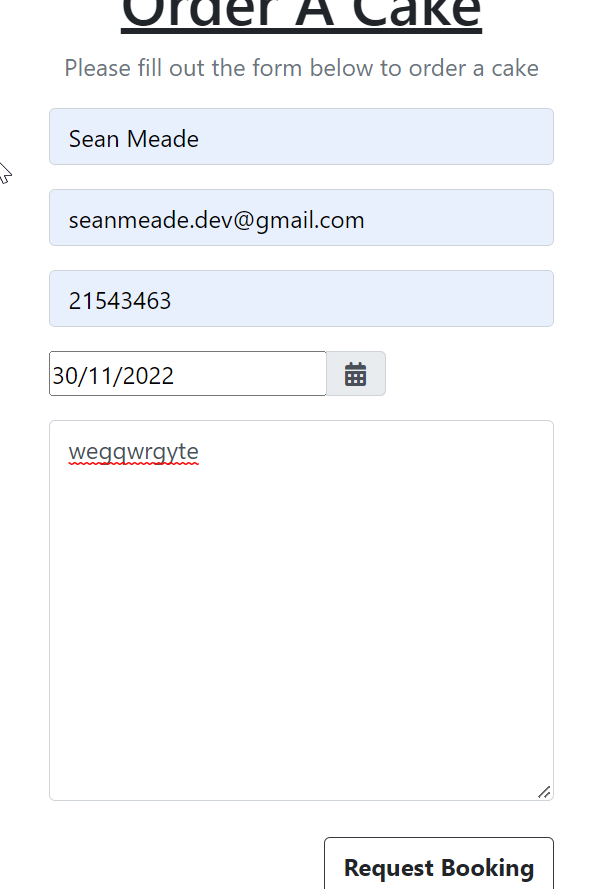 Order A Cake
Please fill out the form below to order a cake
Sean Meade
seanmeade.dev@gmail.com
21543463
30/11/2022
wegqwrgyte
Request Booking